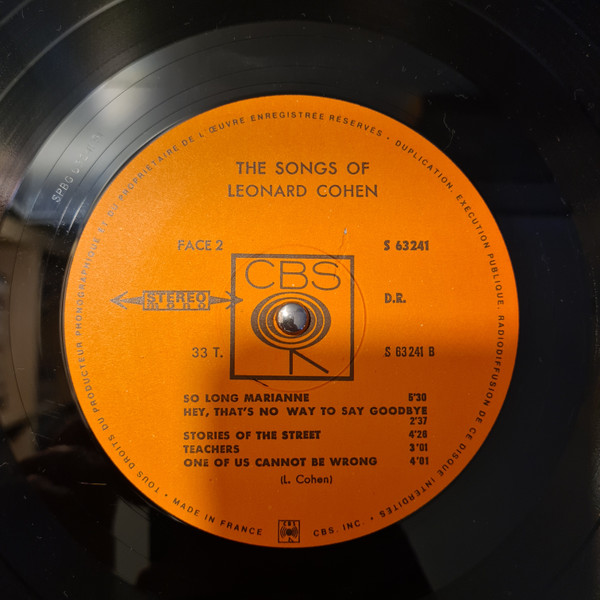 THE SONGS OF
LEONARD COHEN
FACE 2
S 63241
CBS
STEREO
mono
D.R.
33 T.
S 63241 B
SO LONG MARIANNE 5'30
HEY, THAT'S NO WAY TO SAY GOODBYE
2'37
STORIES OF THE STREET 4'28
TEACHERS 3'01
ONE OF US CANNOT BE WRONG 4'01
(L. Cohen)
• TOUS DROITS DU PRODUCTEUR PHONOGRAPHIQUE ET DU PROPRIÉTAIRE DE L'ŒUVRE ENREGISTRÉE RÉSERVÉS • DUPLICATION, EXECUTION PUBLIQUE, RADIODIFFUSION DE CE DISQUE INTERDITES
• MADE IN FRANCE
CBS
CBS. INC. •